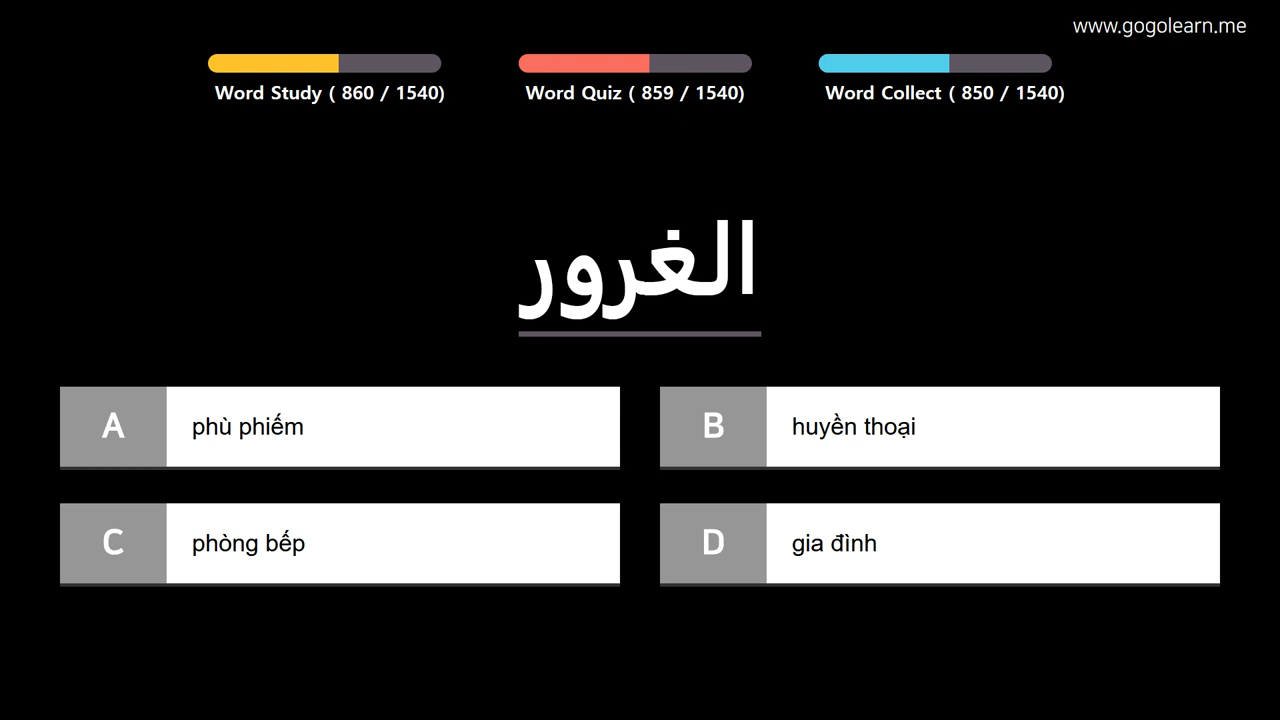 www.gogolearn.me
Word Study ( 860 / 1540)
Word Quiz ( 859 / 1540)
Word Collect ( 850 / 1540)
الغرور
A phù phiếm
B huyền thoại
C phòng bếp
D gia đình